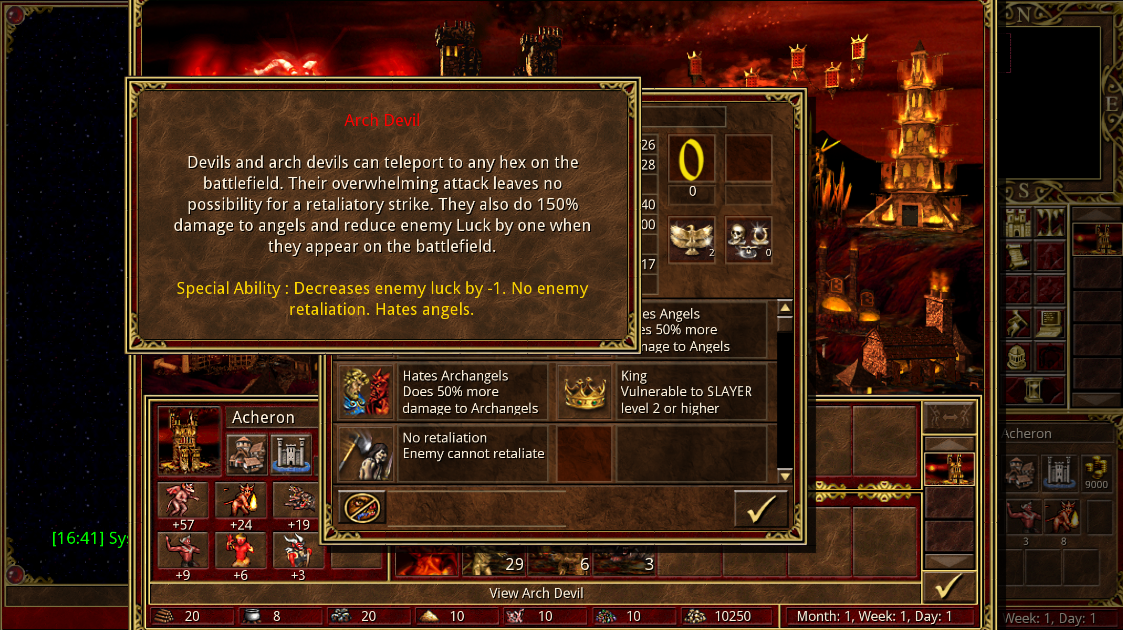 Arch Devil
Devils and arch devils can teleport to any hex on the
battlefield. Their overwhelming attack leaves no
possibility for a retaliatory strike. They also do 150%
damage to angels and reduce enemy Luck by one when
they appear on the battlefield.
Special Ability : Decreases enemy luck by -1. No enemy
retaliation. Hates angels.
N
E
S
26
28
40
00
17
0
2
0
es Angels
es 50% more
mage to Angels
Hates Archangels
Does 50% more
damage to Archangels
King
Vulnerable to SLAYER
level 2 or higher
No retaliation
Enemy cannot retaliate
Acheron
+57
+24
+19
+9
+6
+3
[16:41] Sy
29
6
3
View Arch Devil
20
8
20
10
10
10
10250
Month: 1, Week: 1, Day: 1
Acheron
9000
3
8
Week: 1, Day: 1